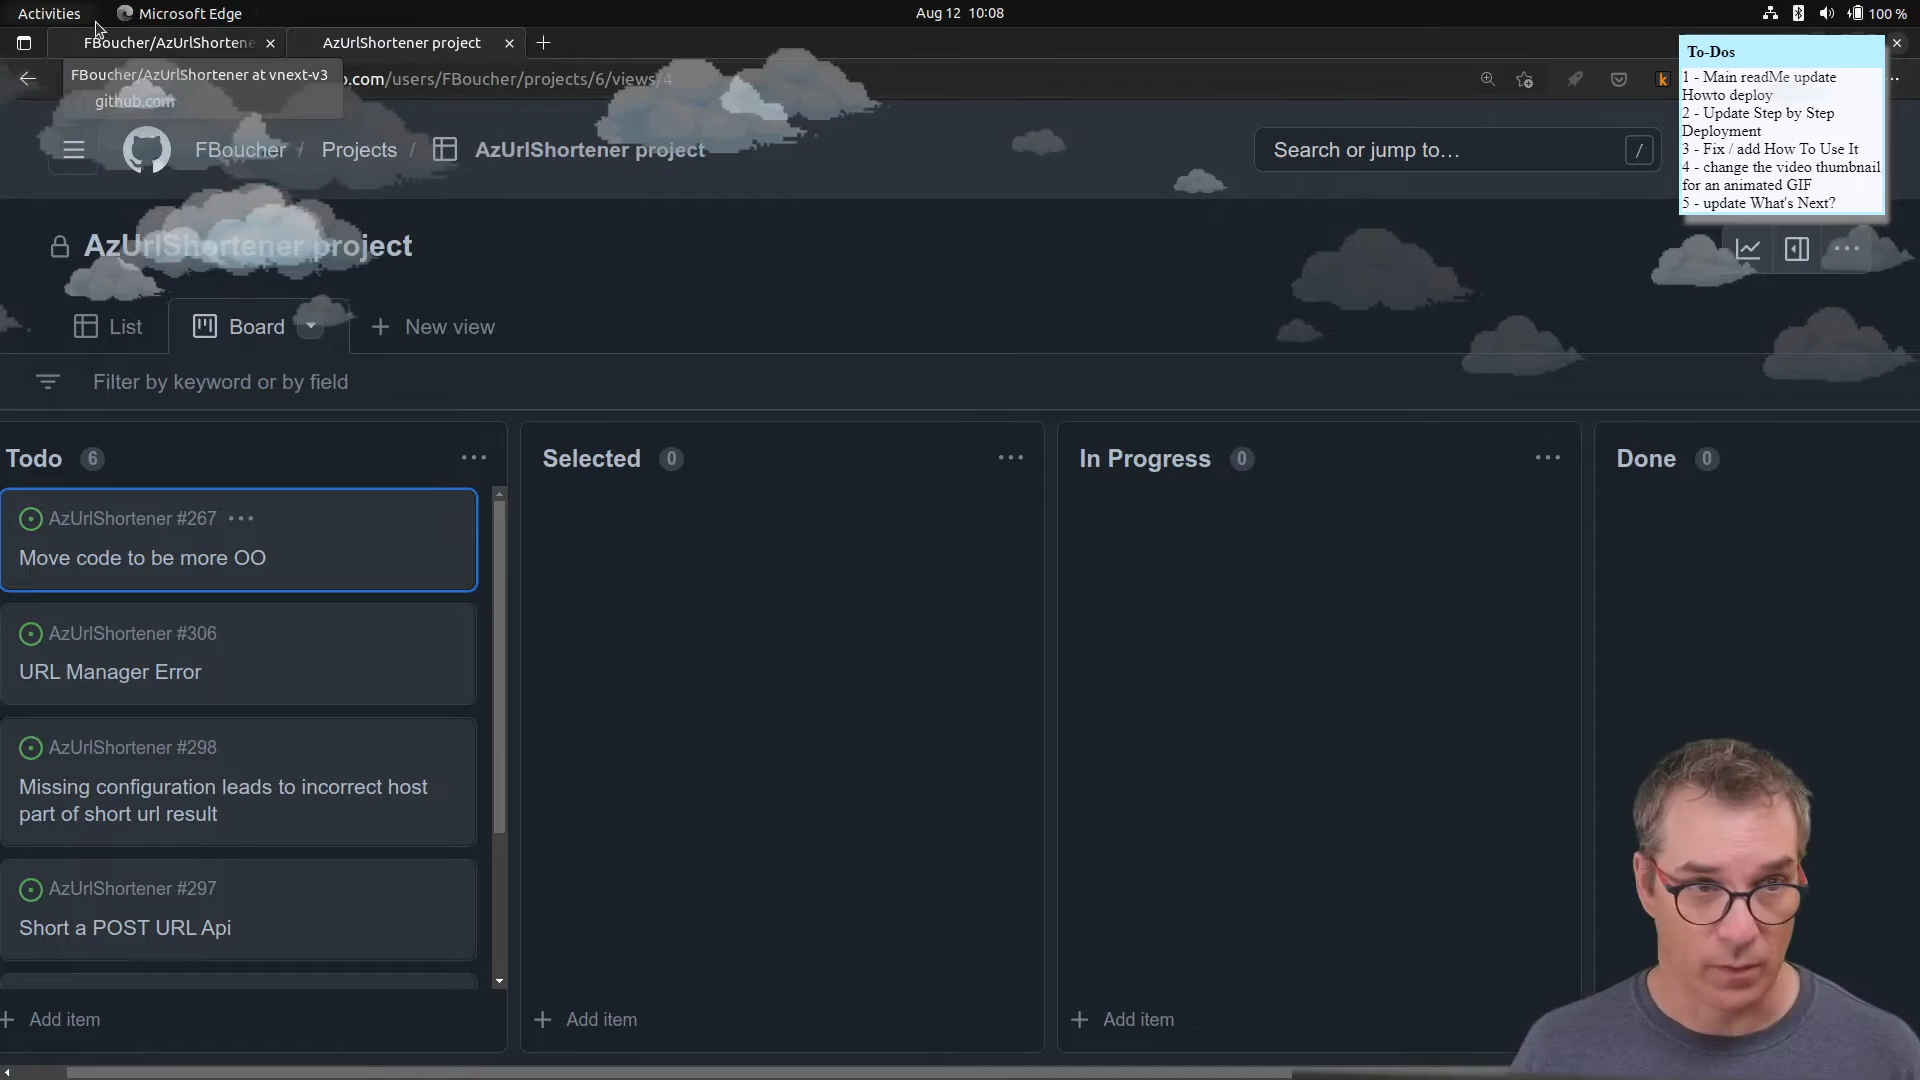 Activities
Microsoft Edge
Aug 12 10:08
100 %
FBoucher/AzUrlShortene
AzUrlShortener project
To-Dos
FBoucher/AzUrlShortener at vnext-v3
github.com
.com/users/FBoucher/projects/6/views/4
1 - Main readMe update
Howto deploy
2 - Update Step by Step
Deployment
3 - Fix / add How To Use It
4 - change the video thumbnail
for an animated GIF
5 - update What's Next?
FBoucher / Projects / AzUrlShortener project
Search or jump to…
/
AzUrlShortener project
List
Board
New view
Filter by keyword or by field
Todo 6
AzUrlShortener #267
Move code to be more OO
AzUrlShortener #306
URL Manager Error
AzUrlShortener #298
Missing configuration leads to incorrect host
part of short url result
AzUrlShortener #297
Short a POST URL Api
Add item
Selected 0
Add item
In Progress 0
Add item
Done 0